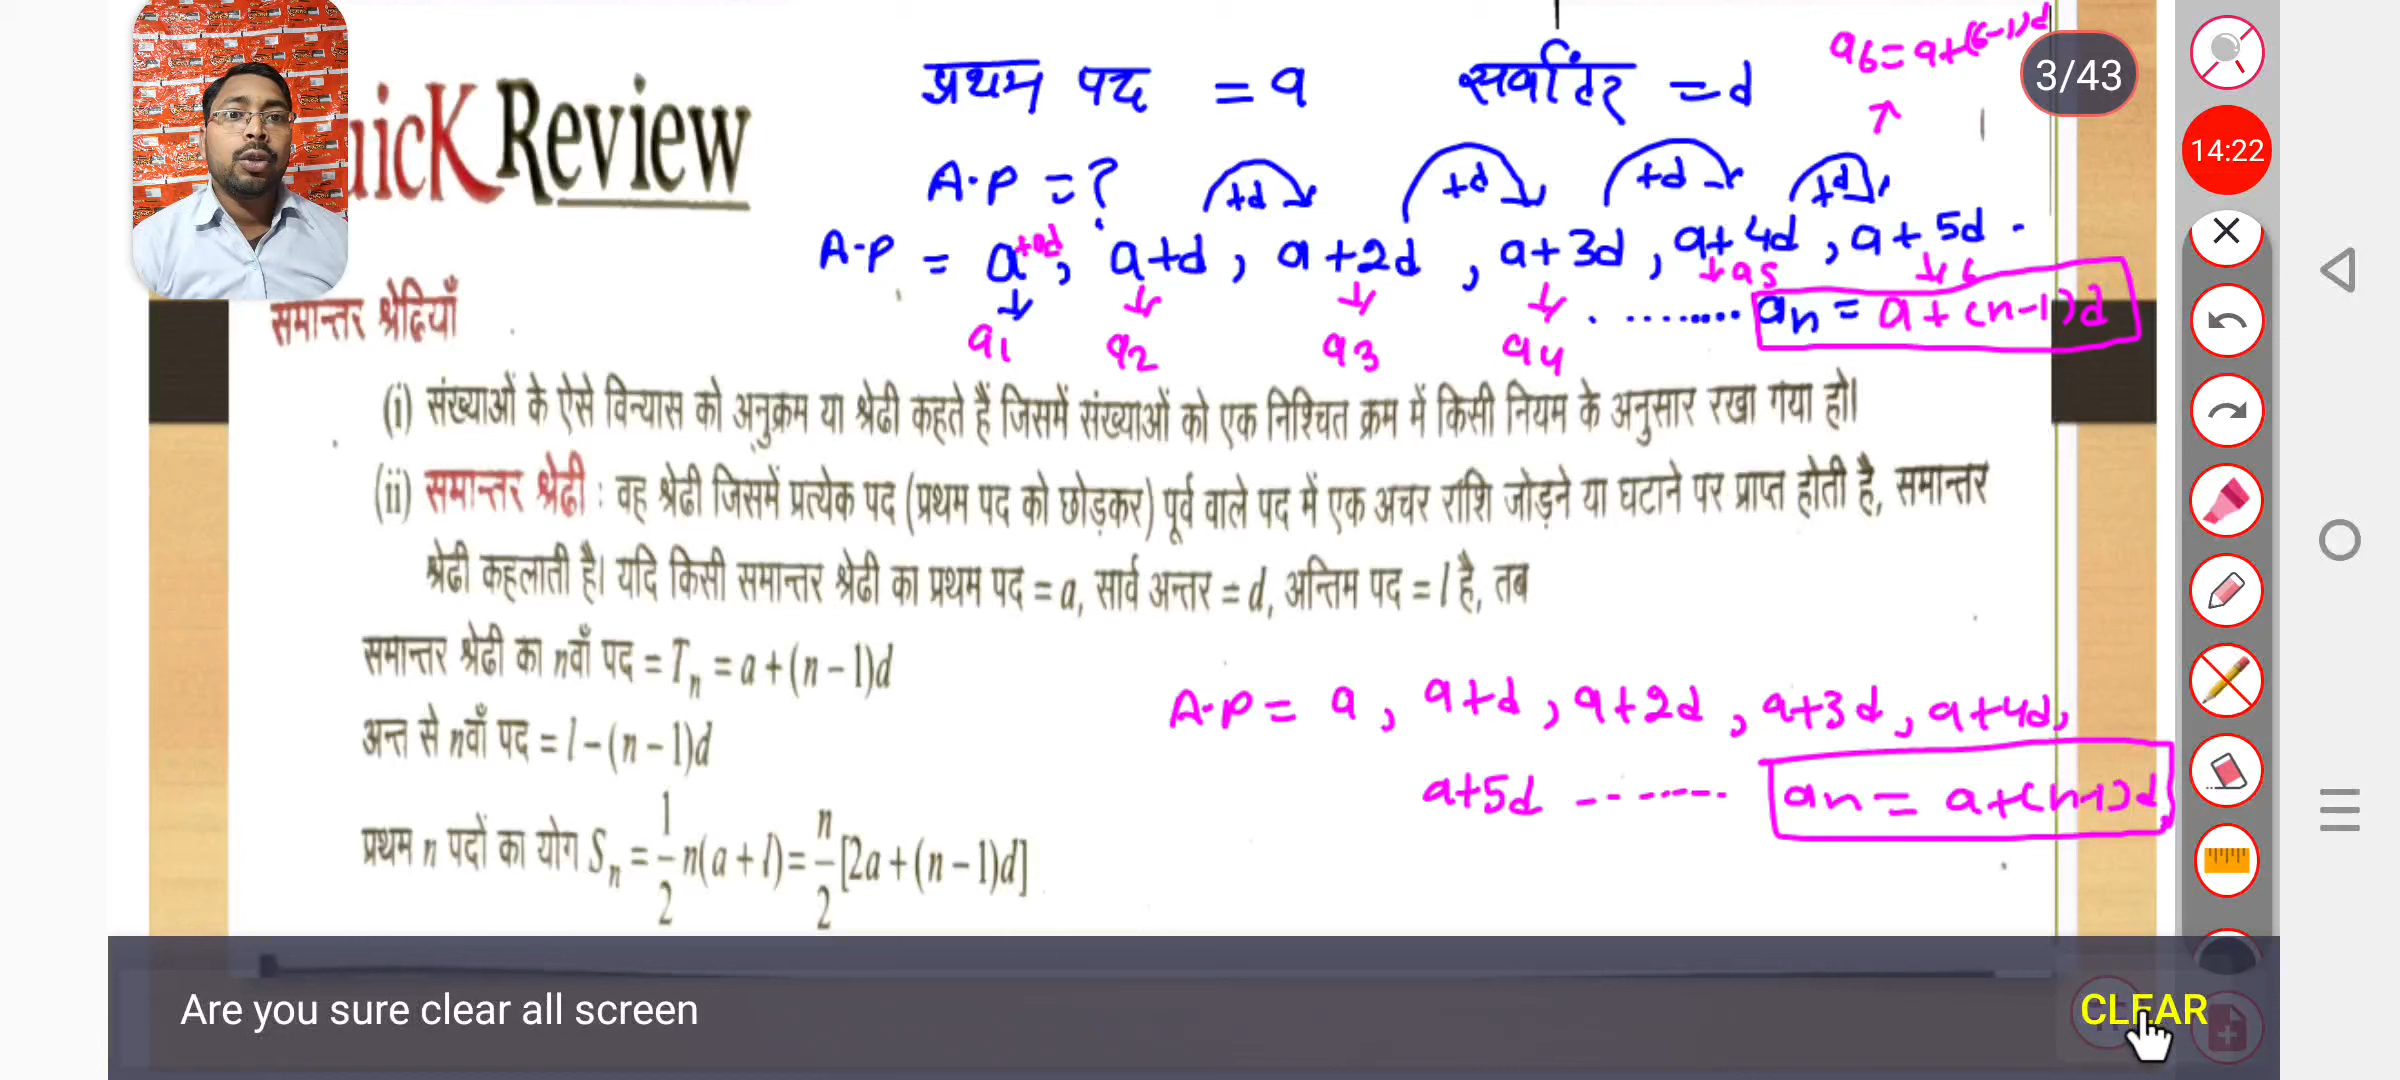 a6=a+(6-1)d
3/43
प्रथम पद = a सर्वांतर = d
uicK Review
14:22
A.P = ?
+d +d +d +d
A-P = a+0d, a+d, a+2d, a+3d, a+4d, a+5d -
a1 a2 a3 a4 a5 6
........ an = a+(n-1)d
समान्तर श्रेढियाँ
(i) संख्याओं के ऐसे विन्यास को अनुक्रम या श्रेढी कहते हैं जिसमें संख्याओं को एक निश्चित क्रम में किसी नियम के अनुसार रखा गया हो।
(ii) समान्तर श्रेढी : वह श्रेढी जिसमें प्रत्येक पद (प्रथम पद को छोड़कर) पूर्व वाले पद में एक अचर राशि जोड़ने या घटाने पर प्राप्त होती है, समान्तर
श्रेढी कहलाती है। यदि किसी समान्तर श्रेढी का प्रथम पद = a, सार्व अन्तर = d, अन्तिम पद = l है, तब
समान्तर श्रेढी का nवाँ पद = Tn = a + (n – 1)d
अन्त से nवाँ पद = l – (n – 1)d
A.P = a, a+d, a+2d, a+3d, a+4d,
a+5d ------- an = a+(n-1)d
प्रथम n पदों का योग Sn = 1/2 n(a + l) = n/2 [2a + (n – 1)d]
Are you sure clear all screen
CLEAR